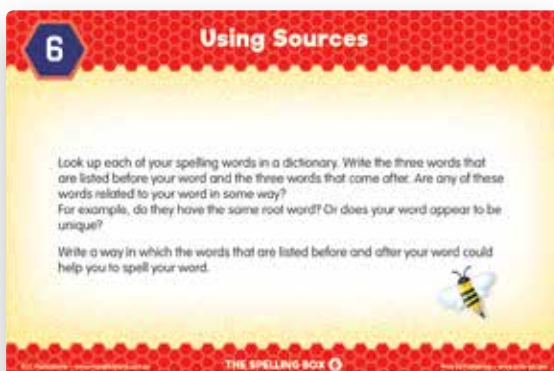 6
Using Sources
Look up each of your spelling words in a dictionary. Write the three words that
are listed before your word and the three words that come after. Are any of these
words related to your word in some way?
For example, do they have the same root word? Or does your word appear to be
unique?
Write a way in which the words that are listed before and after your word could
help you to spell your word.
THE SPELLING BOX